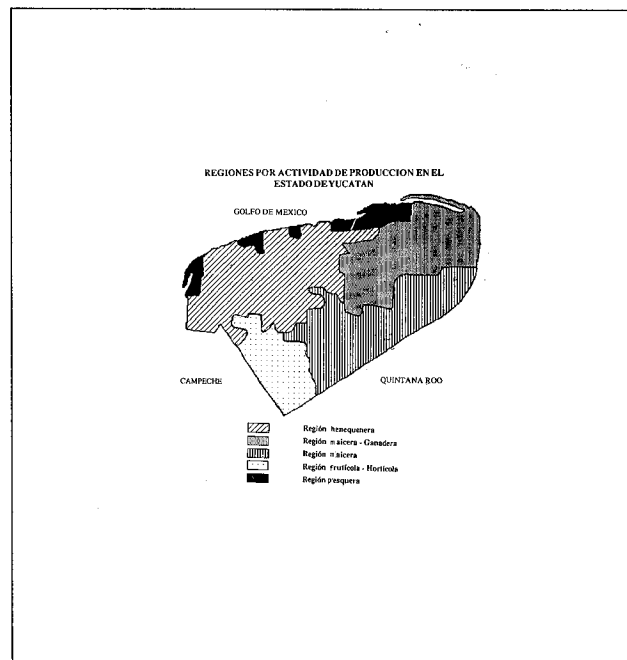 REGIONES POR ACTIVIDAD DE PRODUCCION EN EL
ESTADO DE YUCATAN
GOLFO DE MEXICO
CAMPECHE
QUINTANA ROO
Región henequenera
Región maicera - Ganadera
Región maicera
Región frutícola - Hortícola
Región pesquera